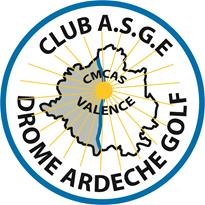 CLUB A.S.G.E
CMCAS
VALENCE
DROME ARDECHE GOLF